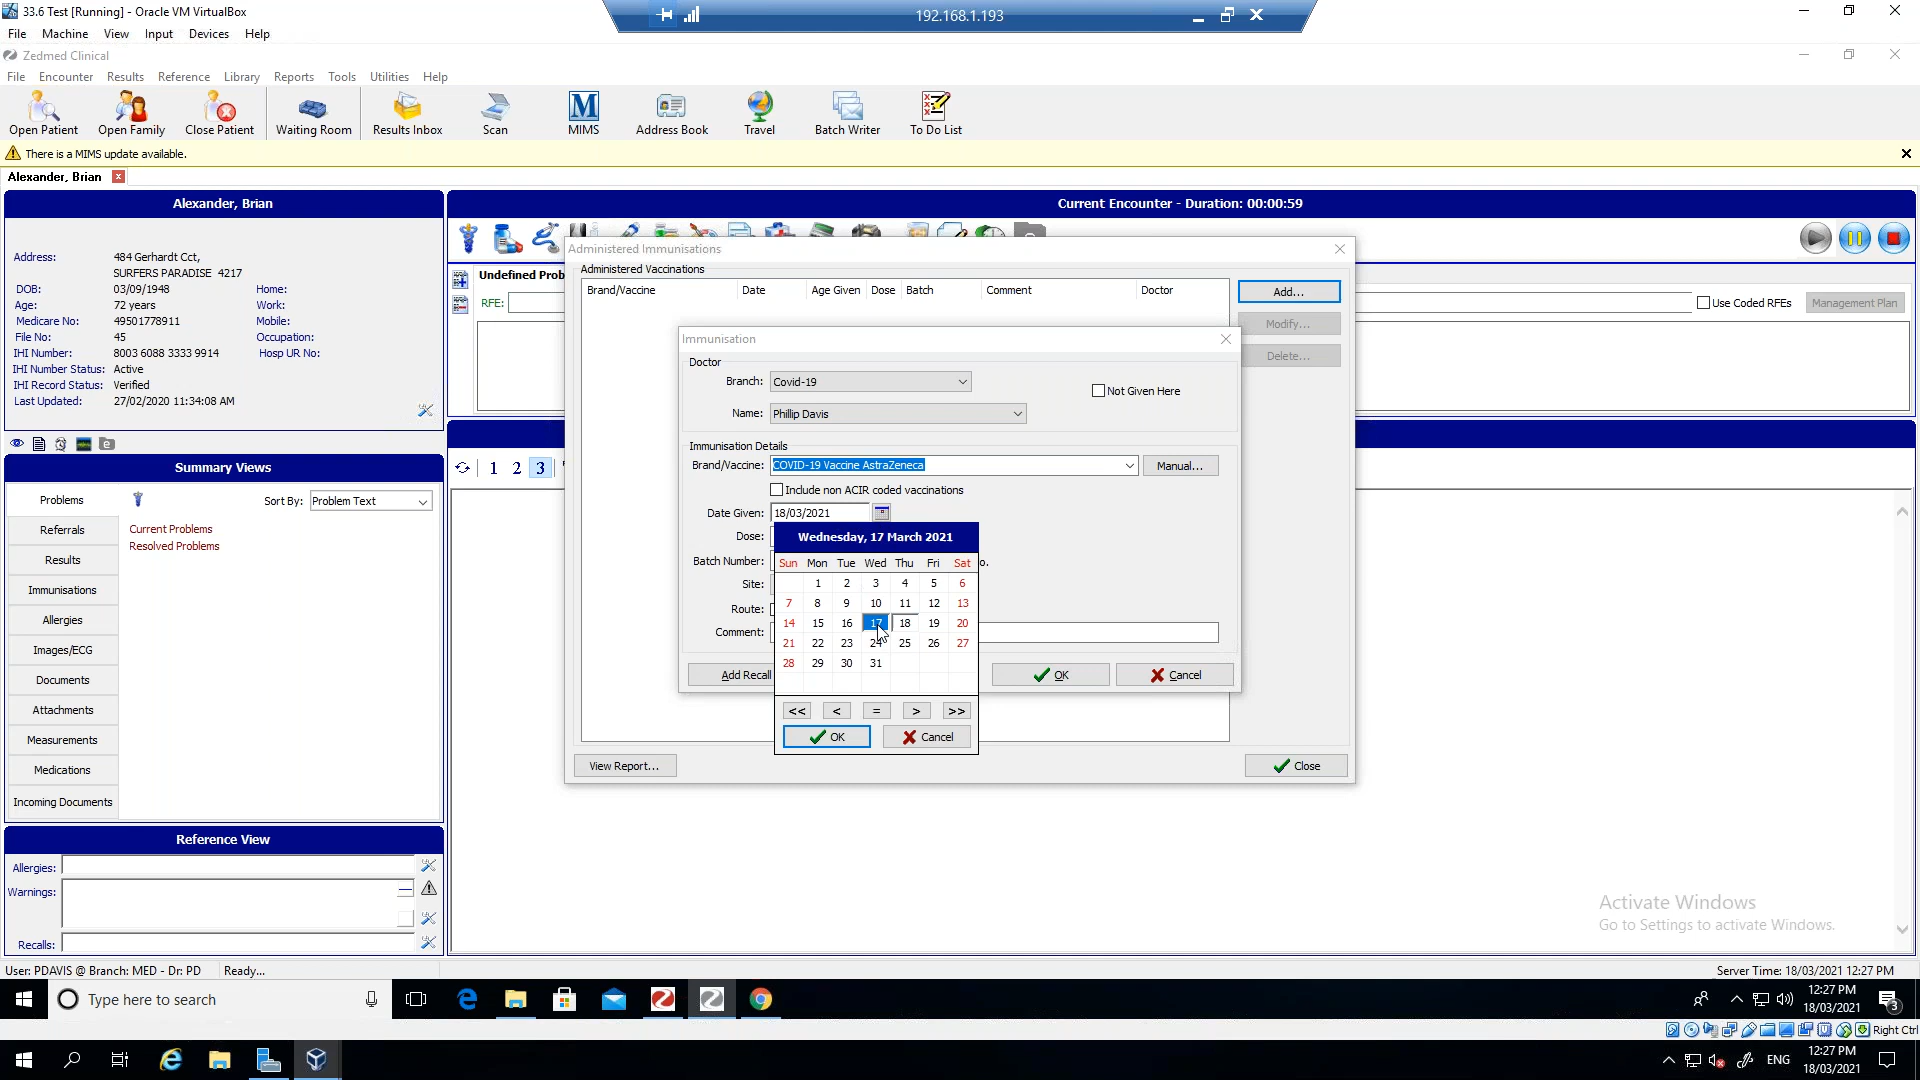 33.6 Test [Running] - Oracle VM VirtualBox
192.168.1.193
File Machine View Input Devices Help
Zedmed Clinical
File Encounter Results Reference Library Reports Tools Utilities Help
Open Patient Open Family Close Patient Waiting Room Results Inbox Scan MIMS Address Book Travel Batch Writer To Do List
There is a MIMS update available.
Alexander, Brian
Alexander, Brian
Current Encounter - Duration: 00:00:59
Address: 484 Gerhardt Cct,
SURFERS PARADISE 4217
DOB: 03/09/1948 Home:
Age: 72 years Work:
Medicare No: 49501778911 Mobile:
File No: 45 Occupation:
IHI Number: 8003 6088 3333 9914 Hosp UR No:
IHI Number Status: Active
IHI Record Status: Verified
Last Updated: 27/02/2020 11:34:08 AM
Undefined Prob
RFE:
Use Coded RFEs Management Plan
1 2 3
Administered Immunisations
Administered Vaccinations
Brand/Vaccine Date Age Given Dose Batch Comment Doctor
Add...
Modify...
Delete...
Immunisation
Doctor
Branch: Covid-19
Not Given Here
Name: Phillip Davis
Immunisation Details
Brand/Vaccine: COVID-19 Vaccine AstraZeneca Manual...
Include non ACIR coded vaccinations
Date Given: 18/03/2021
Dose:
Batch Number: o.
Site:
Route:
Comment:
Add Recall OK Cancel
Wednesday, 17 March 2021
Sun Mon Tue Wed Thu Fri Sat
1 2 3 4 5 6
7 8 9 10 11 12 13
14 15 16 17 18 19 20
21 22 23 24 25 26 27
28 29 30 31
<< < = > >>
OK Cancel
View Report... Close
Summary Views
Problems
Referrals
Results
Immunisations
Allergies
Images/ECG
Documents
Attachments
Measurements
Medications
Incoming Documents
Sort By: Problem Text
Current Problems
Resolved Problems
Reference View
Allergies:
Warnings:
Recalls:
Activate Windows
Go to Settings to activate Windows.
User: PDAVIS @ Branch: MED - Dr: PD Ready... Server Time: 18/03/2021 12:27 PM
Type here to search
12:27 PM
18/03/2021
3
Right Ctrl
ENG
12:27 PM
18/03/2021